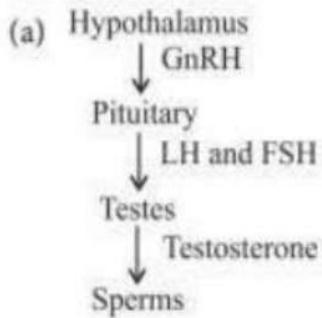 (a) Hypothalamus
GnRH
Pituitary
LH and FSH
Testes
Testosterone
Sperms